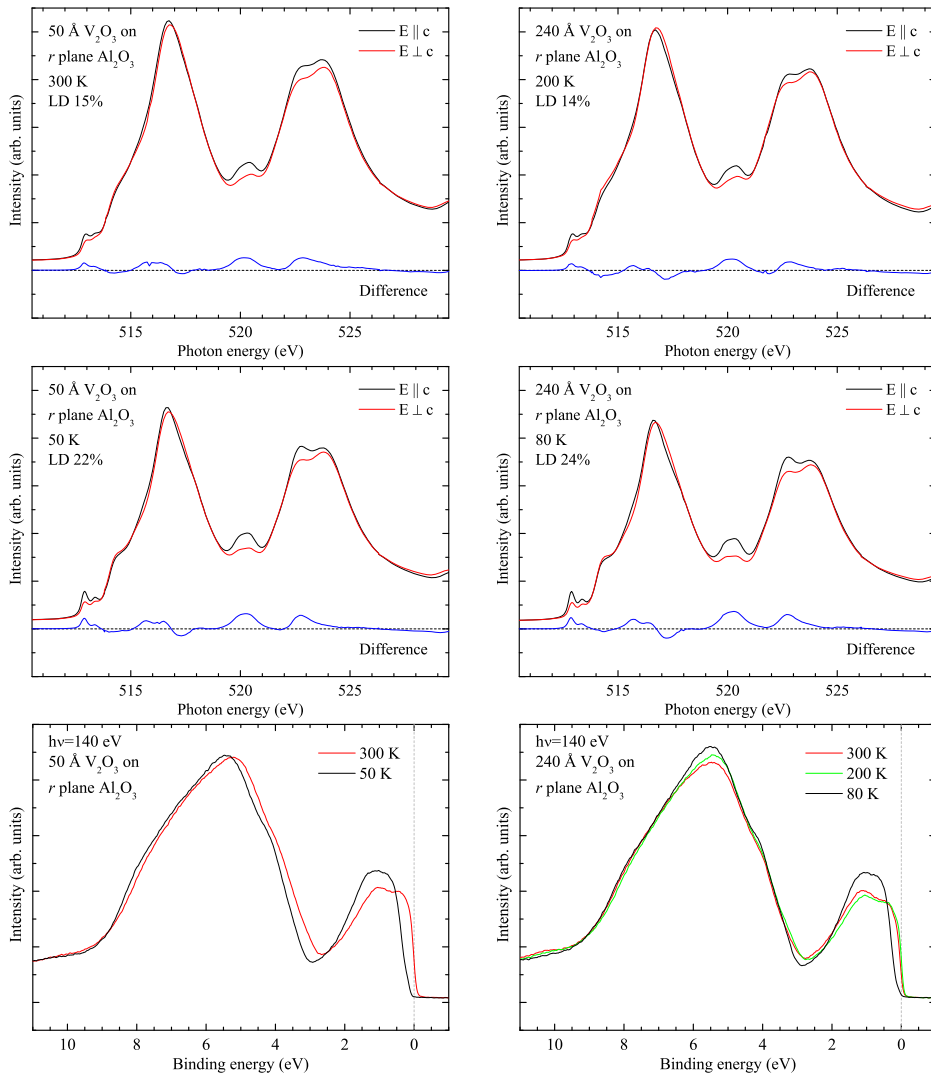 50 Å V₂O₃ on
r plane Al₂O₃
300 K
LD 15%
E || c
E ⊥ c
Difference
Intensity (arb. units)
515
520
525
Photon energy (eV)
240 Å V₂O₃ on
r plane Al₂O₃
200 K
LD 14%
E || c
E ⊥ c
Difference
Intensity (arb. units)
515
520
525
Photon energy (eV)
50 Å V₂O₃ on
r plane Al₂O₃
50 K
LD 22%
E || c
E ⊥ c
Difference
Intensity (arb. units)
515
520
525
Photon energy (eV)
240 Å V₂O₃ on
r plane Al₂O₃
80 K
LD 24%
E || c
E ⊥ c
Difference
Intensity (arb. units)
515
520
525
Photon energy (eV)
hν=140 eV
50 Å V₂O₃ on
r plane Al₂O₃
300 K
50 K
Intensity (arb. units)
10
8
6
4
2
0
Binding energy (eV)
hν=140 eV
240 Å V₂O₃ on
r plane Al₂O₃
300 K
200 K
80 K
Intensity (arb. units)
10
8
6
4
2
0
Binding energy (eV)